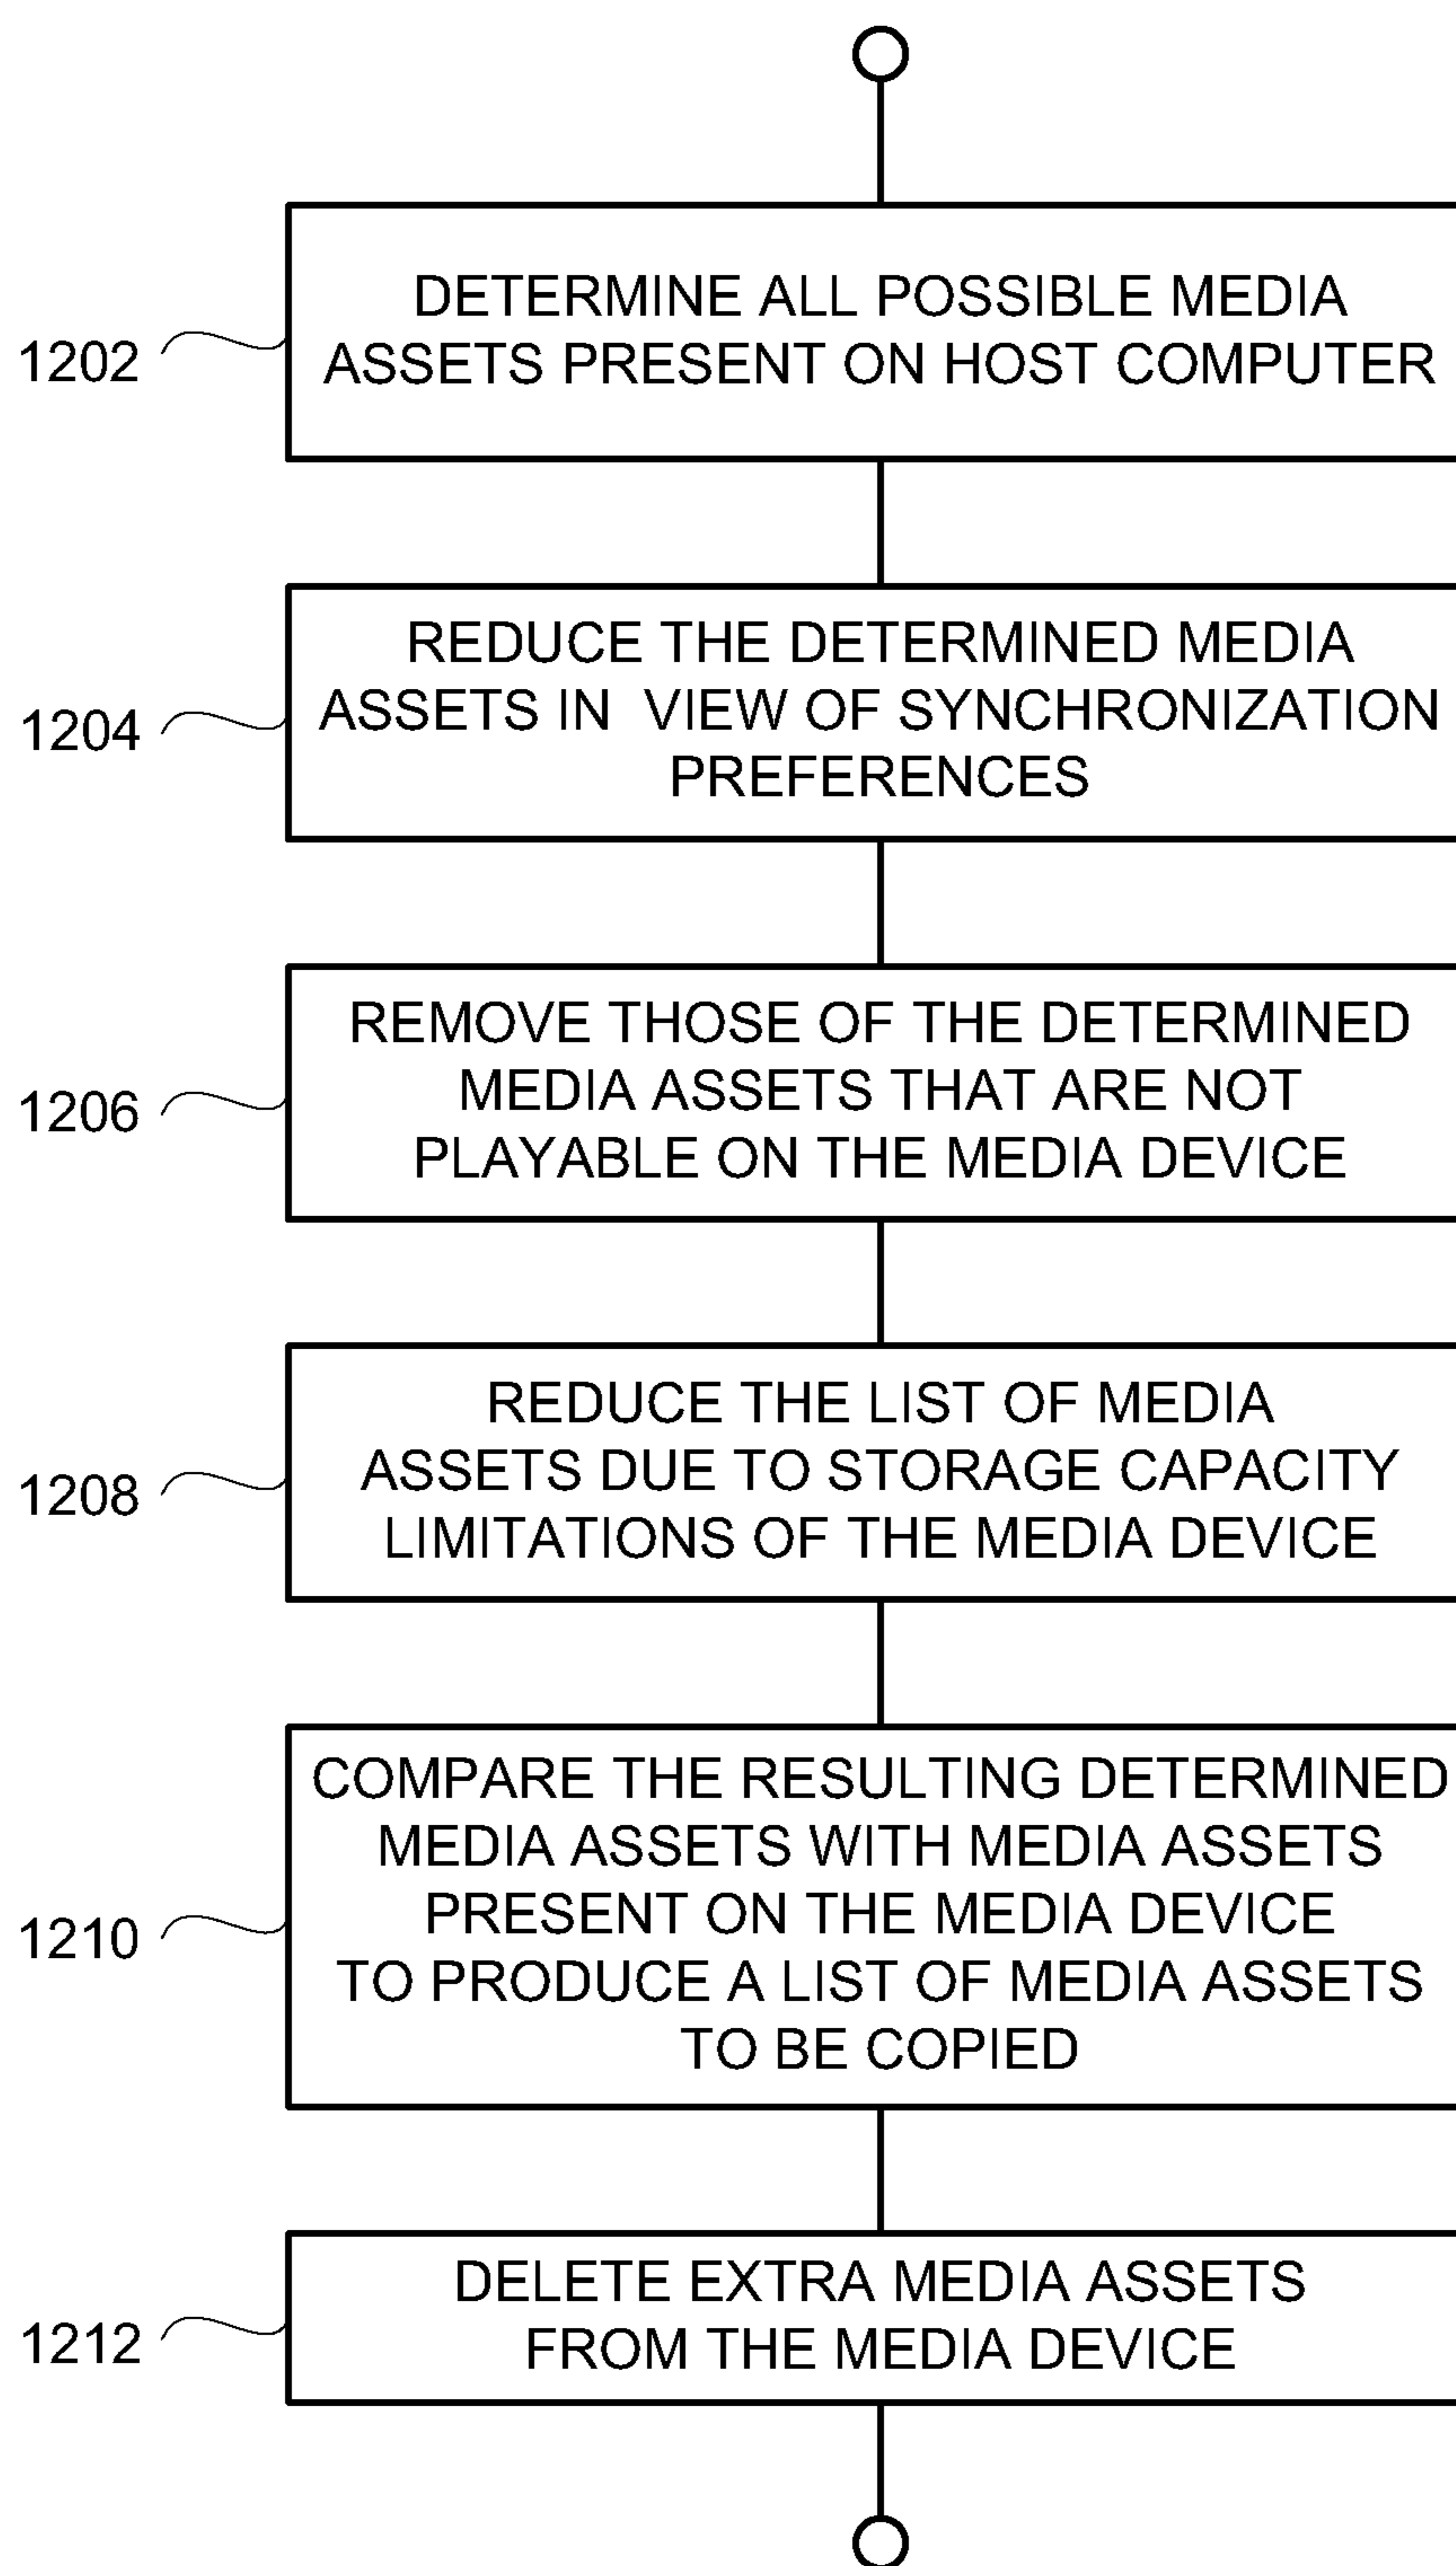 DETERMINE ALL POSSIBLE MEDIA
ASSETS PRESENT ON HOST COMPUTER
1202
REDUCE THE DETERMINED MEDIA
ASSETS IN VIEW OF SYNCHRONIZATION
PREFERENCES
1204
REMOVE THOSE OF THE DETERMINED
MEDIA ASSETS THAT ARE NOT
PLAYABLE ON THE MEDIA DEVICE
1206
REDUCE THE LIST OF MEDIA
ASSETS DUE TO STORAGE CAPACITY
LIMITATIONS OF THE MEDIA DEVICE
1208
COMPARE THE RESULTING DETERMINED
MEDIA ASSETS WITH MEDIA ASSETS
PRESENT ON THE MEDIA DEVICE
TO PRODUCE A LIST OF MEDIA ASSETS
TO BE COPIED
1210
DELETE EXTRA MEDIA ASSETS
FROM THE MEDIA DEVICE
1212